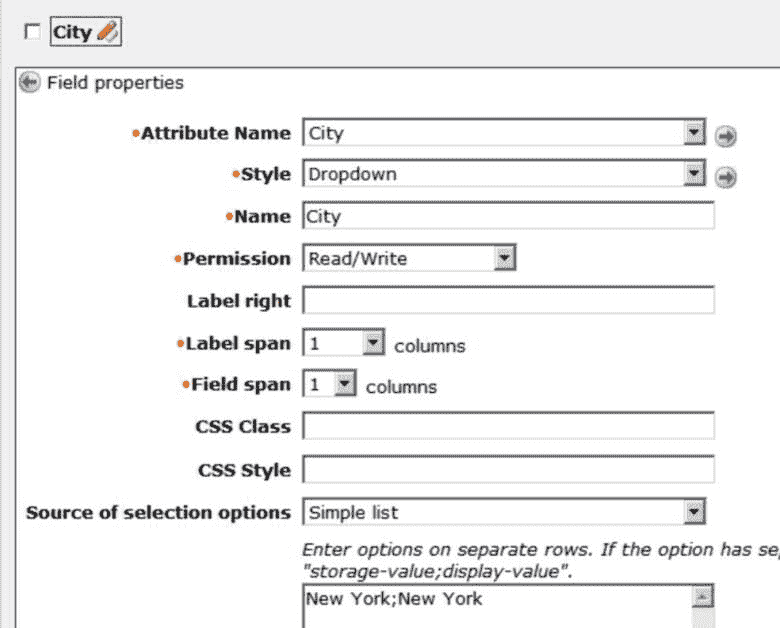 City
Field properties
•Attribute Name City
•Style Dropdown
•Name City
•Permission Read/Write
Label right
•Label span 1 columns
•Field span 1 columns
CSS Class
CSS Style
Source of selection options Simple list
Enter options on separate rows. If the option has
"storage-value;display-value".
New York;New York